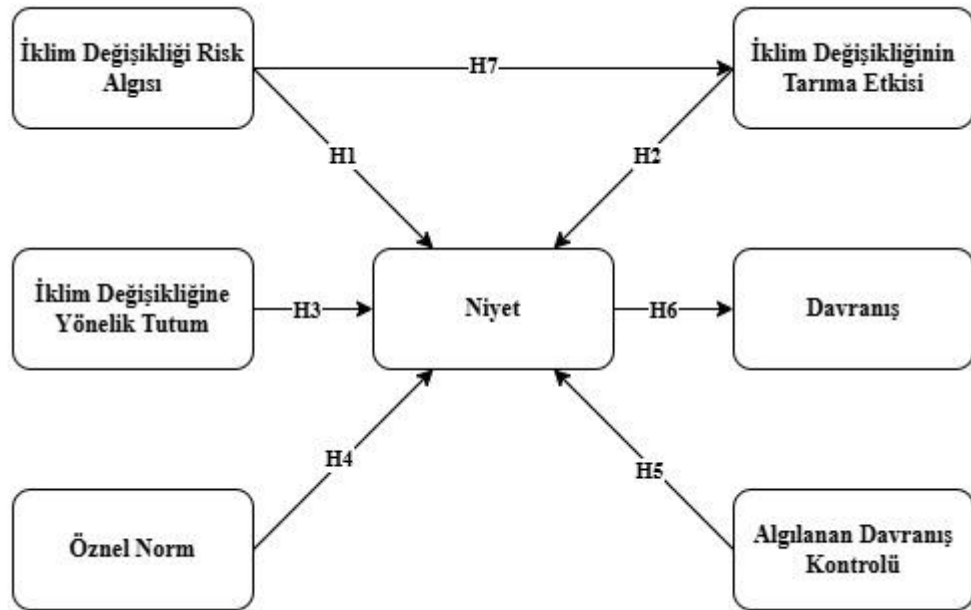 İklim Değişikliği Risk
Algısı
H7
İklim Değişikliğinin
Tarıma Etkisi
H1
H2
İklim Değişikliğine
Yönelik Tutum
H3
Niyet
H6
Davranış
H4
H5
Öznel Norm
Algılanan Davranış
Kontrolü